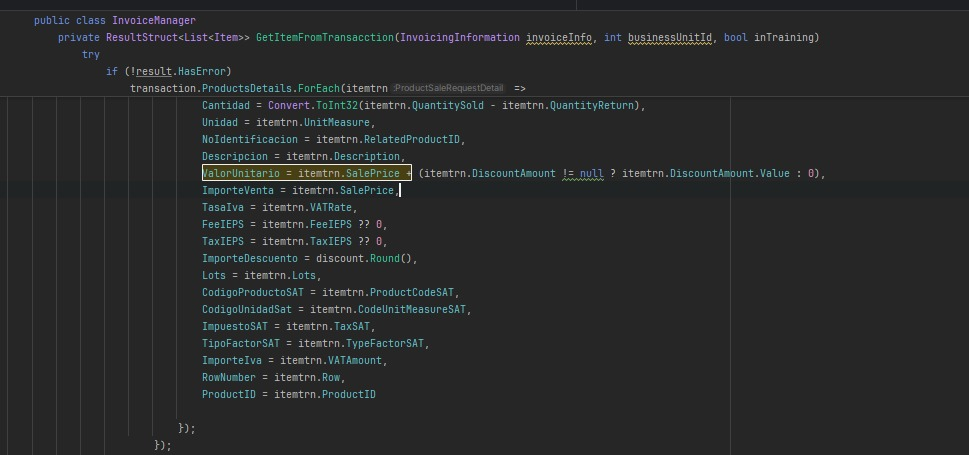 public class InvoiceManager
private ResultStruct<List<Item>> GetItemFromTransacction(InvoicingInformation invoiceInfo, int businessUnitId, bool inTraining)
try
if (!result.HasError)
transaction.ProductsDetails.ForEach(itemtrn :ProductSaleRequestDetail =>
Cantidad = Convert.ToInt32(itemtrn.QuantitySold - itemtrn.QuantityReturn),
Unidad = itemtrn.UnitMeasure,
NoIdentificacion = itemtrn.RelatedProductID,
Descripcion = itemtrn.Description,
ValorUnitario = itemtrn.SalePrice + (itemtrn.DiscountAmount != null ? itemtrn.DiscountAmount.Value : 0),
ImporteVenta = itemtrn.SalePrice,
TasaIva = itemtrn.VATRate,
FeeIEPS = itemtrn.FeeIEPS ?? 0,
TaxIEPS = itemtrn.TaxIEPS ?? 0,
ImporteDescuento = discount.Round(),
Lots = itemtrn.Lots,
CodigoProductoSAT = itemtrn.ProductCodeSAT,
CodigoUnidadSat = itemtrn.CodeUnitMeasureSAT,
ImpuestoSAT = itemtrn.TaxSAT,
TipoFactorSAT = itemtrn.TypeFactorSAT,
ImporteIva = itemtrn.VATAmount,
RowNumber = itemtrn.Row,
ProductID = itemtrn.ProductID
});
});